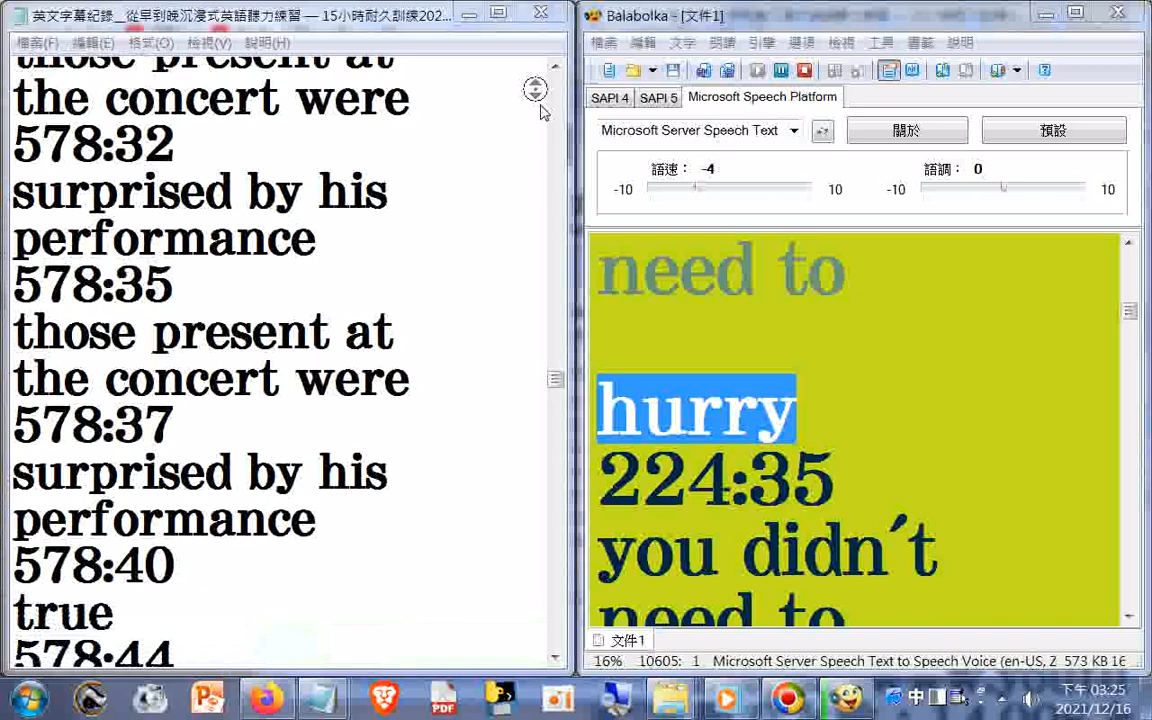 英文字幕紀錄__從早到晚沉浸式英語聽力練習 — 15小時耐久訓練202...
檔案(F) 編輯(E) 格式(O) 檢視(V) 說明(H)
those present at
the concert were
578:32
surprised by his
performance
578:35
those present at
the concert were
578:37
surprised by his
performance
578:40
true
578:44
Balabolka - [文件1]
檔案 編輯 文字 朗讀 引擎 選項 檢視 工具 書籤 說明
SAPI 4 SAPI 5 Microsoft Speech Platform
Microsoft Server Speech Text 關於 預設
語速： -4 語調： 0
-10 10 -10 10
need to
hurry
224:35
you didn't
need to
文件1
16% 10605: 1 Microsoft Server Speech Text to Speech Voice (en-US, Z 573 KB 16
PDF
中
下午 03:25
2021/12/16